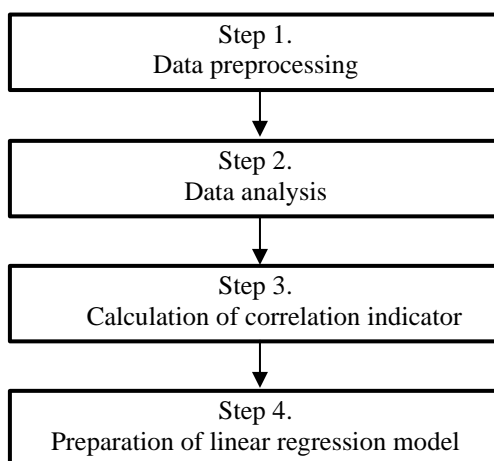 Step 1.
Data preprocessing
Step 2.
Data analysis
Step 3.
Calculation of correlation indicator
Step 4.
Preparation of linear regression model